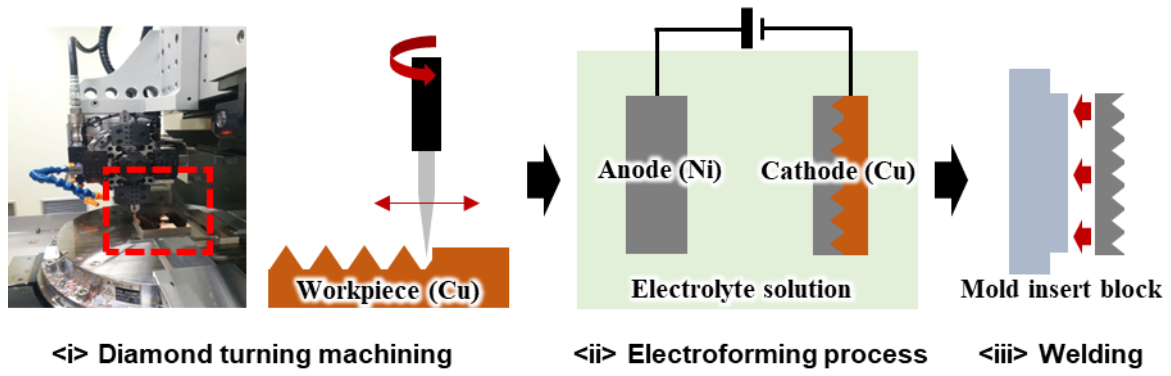 Workpiece (Cu)
Anode (Ni)
Cathode (Cu)
Electrolyte solution
Mold insert block
<i> Diamond turning machining
<ii> Electroforming process
<iii> Welding